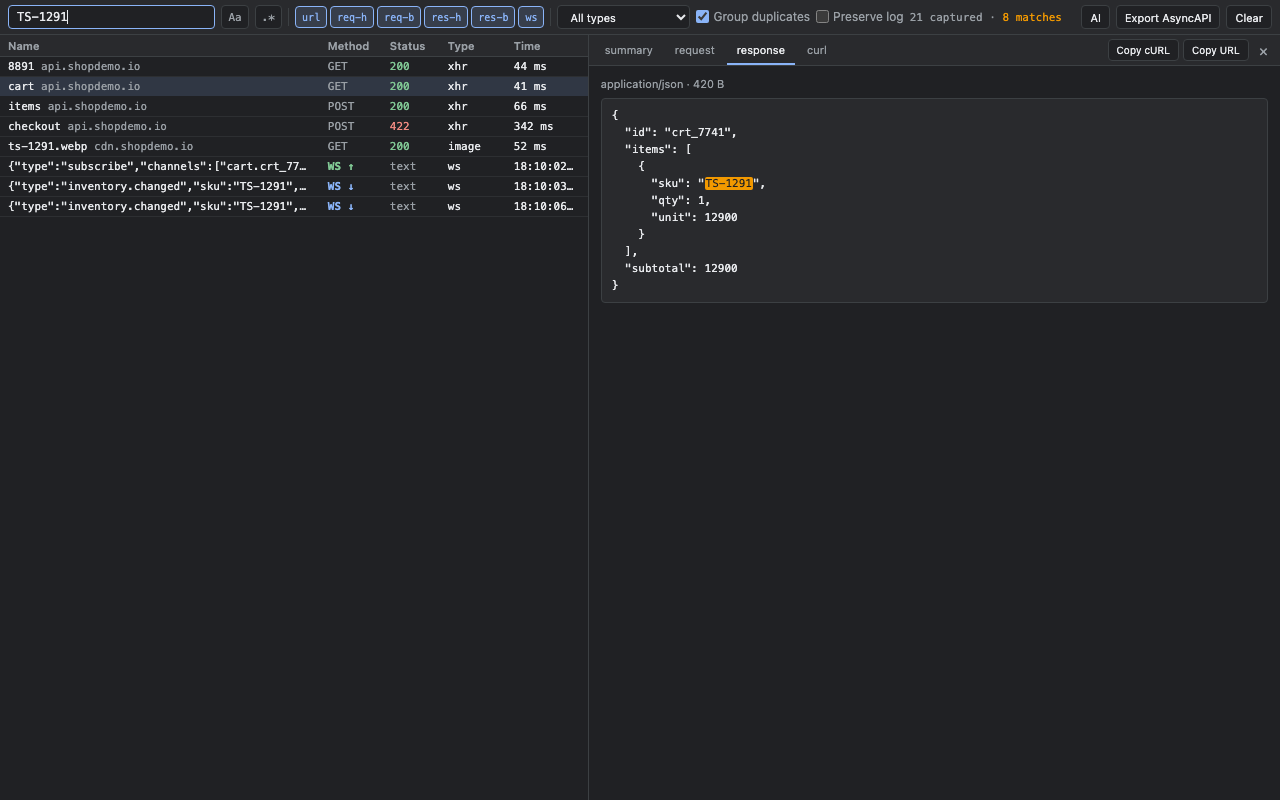 TS-1291 Aa .* url req-h req-b res-h res-b ws All types Group duplicates Preserve log 21 captured · 8 matches AI Export AsyncAPI Clear
Name Method Status Type Time
8891 api.shopdemo.io GET 200 xhr 44 ms
cart api.shopdemo.io GET 200 xhr 41 ms
items api.shopdemo.io POST 200 xhr 66 ms
checkout api.shopdemo.io POST 422 xhr 342 ms
ts-1291.webp cdn.shopdemo.io GET 200 image 52 ms
{"type":"subscribe","channels":["cart.crt_77… WS ↑ text ws 18:10:02…
{"type":"inventory.changed","sku":"TS-1291",… WS ↓ text ws 18:10:03…
{"type":"inventory.changed","sku":"TS-1291",… WS ↓ text ws 18:10:06…
summary request response curl Copy cURL Copy URL ×
application/json · 420 B
{
"id": "crt_7741",
"items": [
{
"sku": "TS-1291",
"qty": 1,
"unit": 12900
}
],
"subtotal": 12900
}